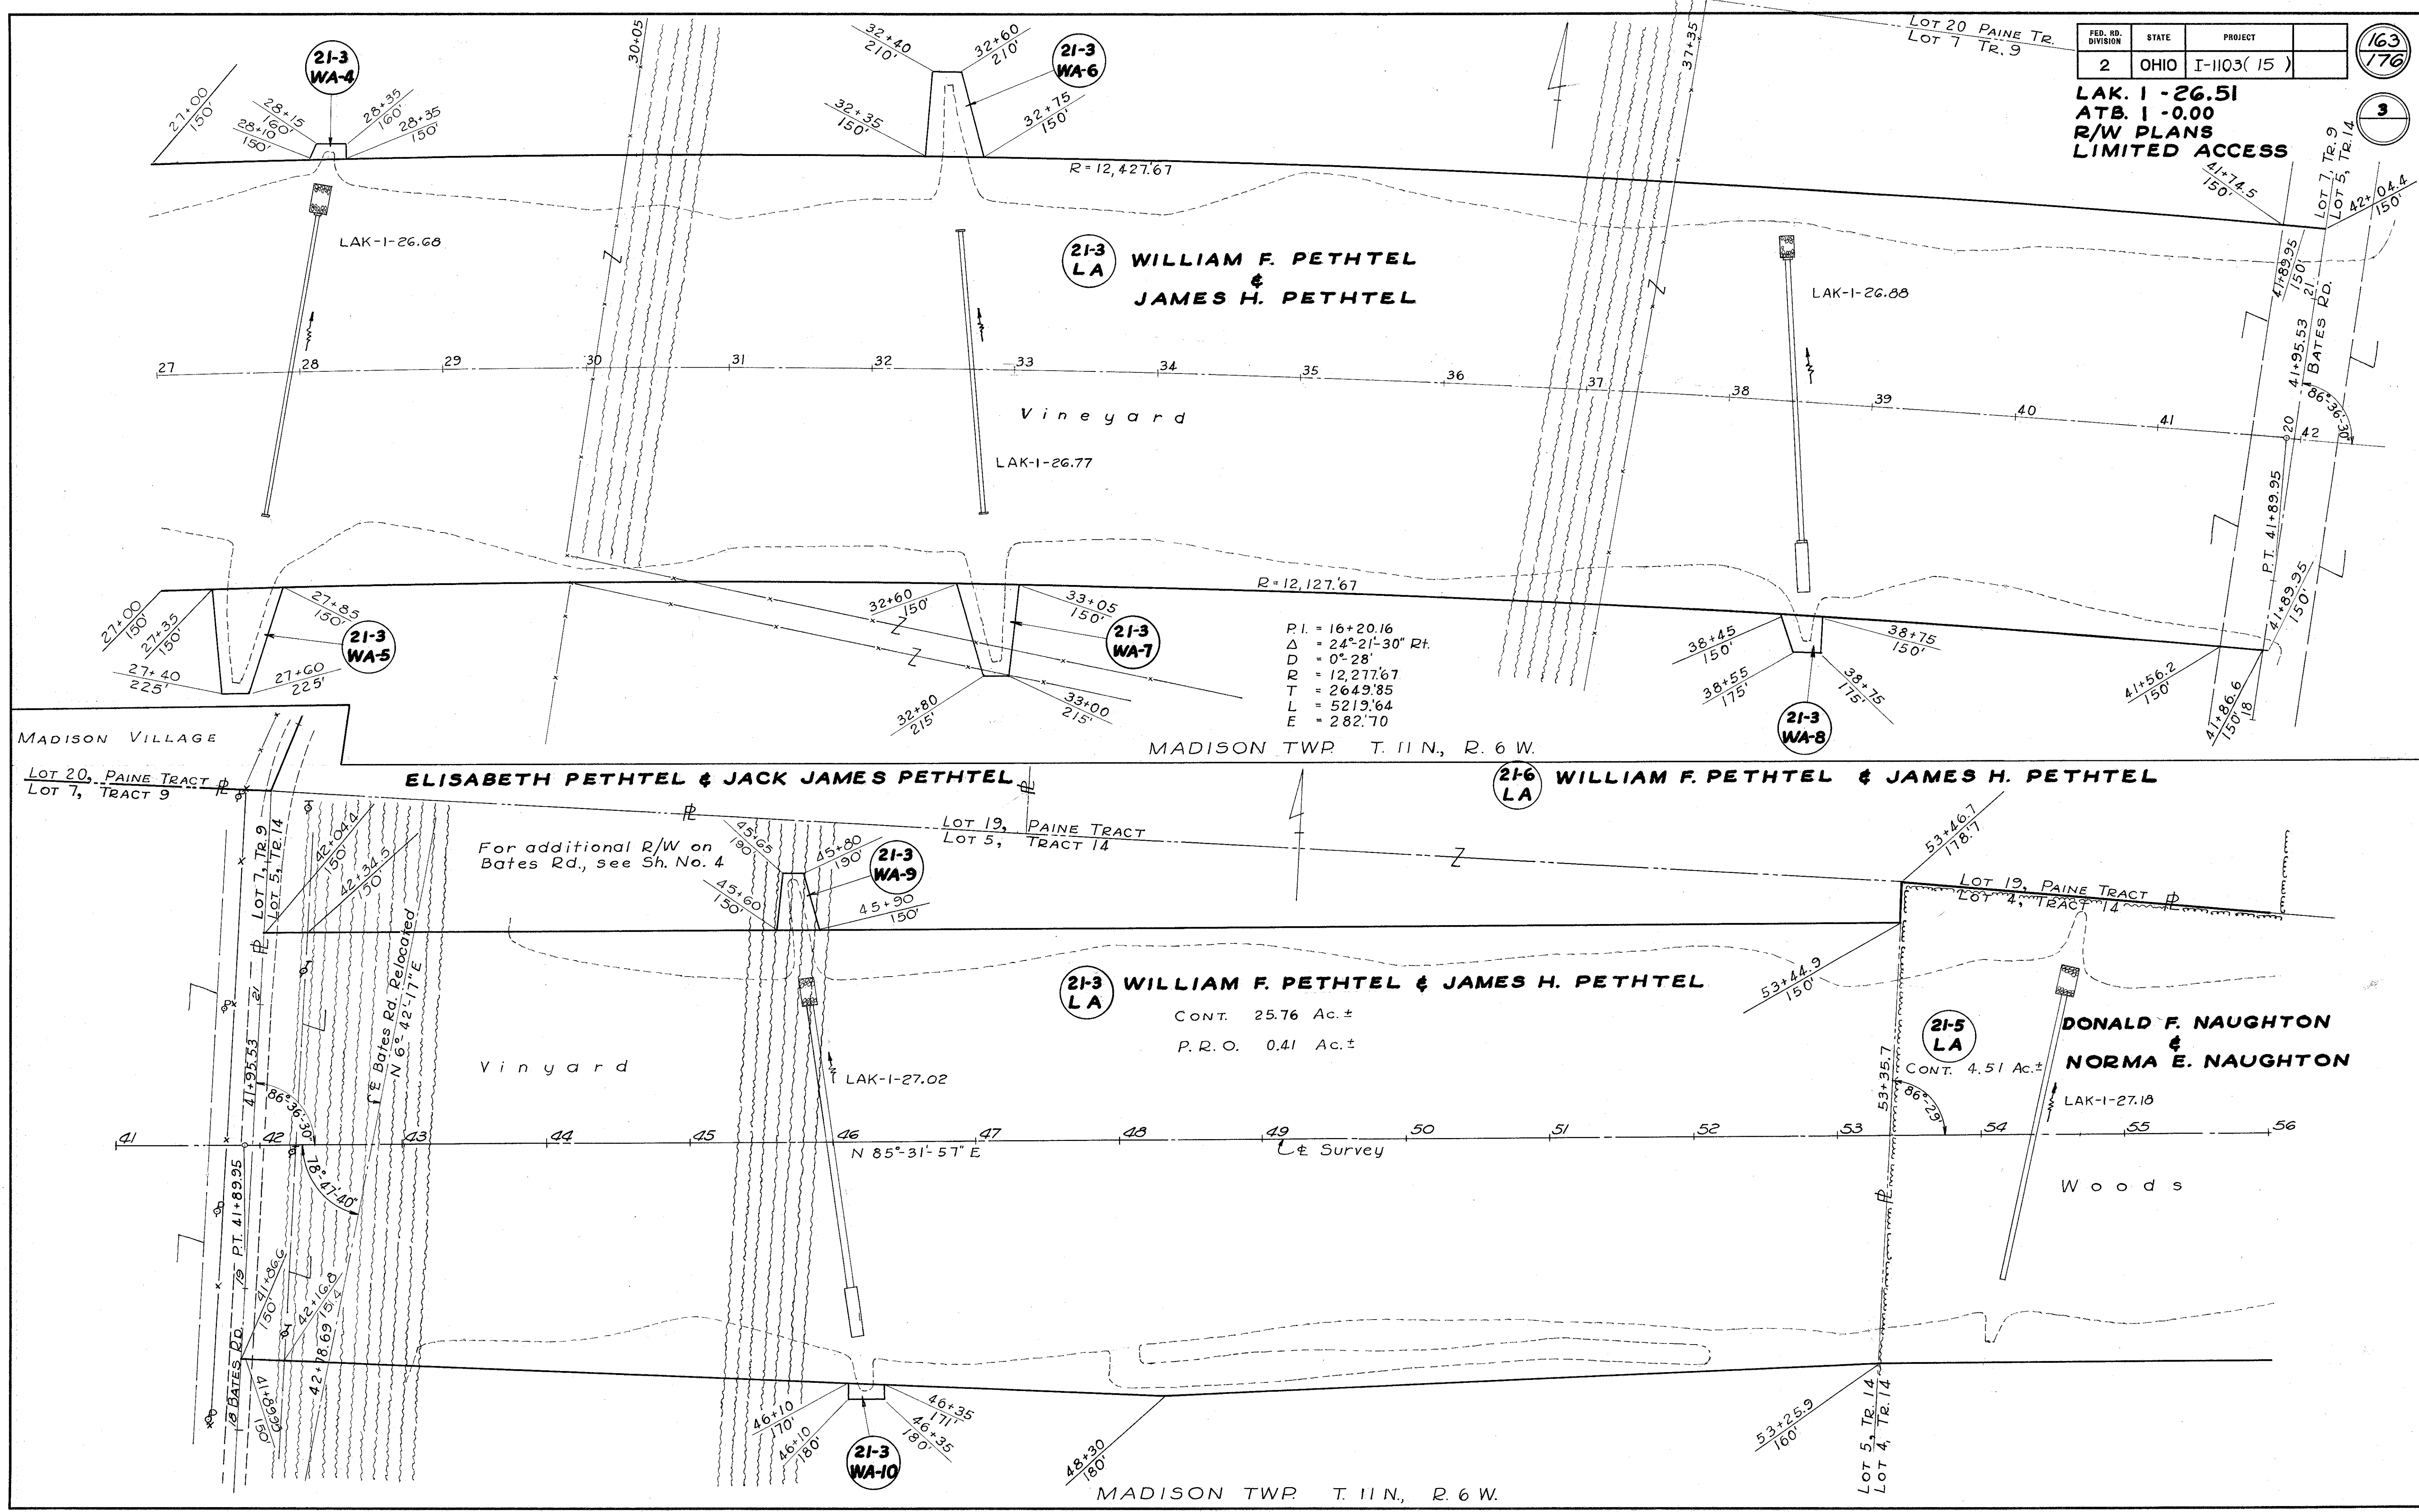 FED. RD. DIVISION STATE PROJECT
2 OHIO I-1103( 15 )
163
176
3
LAK. 1 - 26.51
ATB. 1 - 0.00
R/W PLANS
LIMITED ACCESS
LOT 20 PAINE TR.
LOT 7 TR. 9
21-3
WA-4
27+00
150'
28+15
160'
28+10
150'
28+35
160'
28+35
150'
30+05
32+40
210'
32+60
210'
21-3
WA-6
32+35
150'
32+75
150'
37+35
R = 12,427.'67
41+74.5
150'
LOT 7, TR. 9
LOT 5, TR. 14
42+04.4
150'
LAK-1-26.68
21-3
LA
WILLIAM F. PETHTEL
&
JAMES H. PETHTEL
LAK-1-26.88
41+89.95
150'
21
BATES RD.
41+95.53
86°-36'-30"
27 28 29 30 31 32 33 34 35 36 37 38 39 40 41 42
20
Vineyard
LAK-1-26.77
P.T. 41+89.95
R = 12,127.'67
27+00
150'
27+35
150'
27+85
150'
21-3
WA-5
27+40
225'
27+60
225'
32+60
150'
33+05
150'
21-3
WA-7
32+80
215'
33+00
215'
P.I. = 16+20.16
Δ = 24°-21'-30" Rt.
D = 0°-28'
R = 12,277.'67
T = 2649.'85
L = 5219.'64
E = 282.'70
38+45
150'
38+75
150'
38+55
175'
38+75
175'
21-3
WA-8
41+89.95
150'
41+56.2
150'
41+86.6
150'
18
MADISON TWP. T. 11 N., R. 6 W.
MADISON VILLAGE
LOT 20, PAINE TRACT
LOT 7, TRACT 9
ELISABETH PETHTEL & JACK JAMES PETHTEL
21-6
LA
WILLIAM F. PETHTEL & JAMES H. PETHTEL
LOT 7, TR. 9
LOT 5, TR. 14
42+04.4
150'
42+34.5
150'
For additional R/W on
Bates Rd., see Sh. No. 4
45+65
190'
45+80
190'
21-3
WA-9
45+60
150'
45+90
150'
LOT 19, PAINE TRACT
LOT 5, TRACT 14
53+46.7
178.'7
LOT 19, PAINE TRACT
LOT 4, TRACT 14
53+44.9
150'
21-3
LA
WILLIAM F. PETHTEL & JAMES H. PETHTEL
CONT. 25.76 Ac.±
P.R.O. 0.41 Ac.±
21-5
LA
CONT. 4.51 Ac.±
DONALD F. NAUGHTON
&
NORMA E. NAUGHTON
℄ Bates Rd. Relocated
N 6°-42'-17" E
21
41+95.53
86°-36'-30"
Vinyard
LAK-1-27.02
53+35.7
86°-29'
LAK-1-27.18
41 42 43 44 45 46 47 48 49 50 51 52 53 54 55 56
N 85°-31'-57" E
℄ Survey
78°-47'-40"
P.T. 41+89.95
19
Woods
41+86.6
150'
42+16.8
151.4
42+18.69
18 BATES RD.
150'
46+10
170'
46+10
180'
46+35
171'
46+35
180'
21-3
WA-10
48+30
180'
53+25.9
160'
LOT 5, TR. 14
LOT 4, TR. 14
MADISON TWP. T. 11 N., R. 6 W.